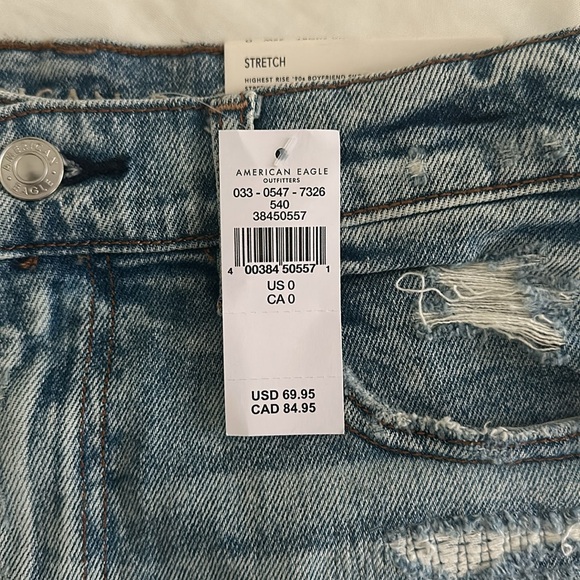 STRETCH
HIGHEST RISE '90s BOYFRIEND
AMERICAN EAGLE
OUTFITTERS
033 - 0547 - 7326
540
38450557
4 00384 50557 1
US 0
CA 0
USD 69.95
CAD 84.95
AMERICAN
EAGLE